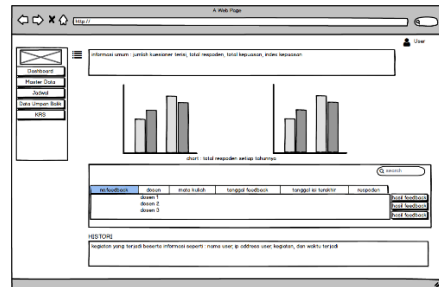 A Web Page
http://
User
informasi umum : jumlah kuesioner terisi, total responden, total kepuasan, index kepuasan
Dashboard
Master Data
Jadwal
Data Umpan Balik
KRS
chart : total responden setiap tahunnya
search
no.feedback dosen mata kuliah tanggal feedback tanggal isi terakhir responden
dosen 1 hasil feedback
dosen 2 hasil feedback
dosen 3 hasil feedback
HISTORI
kegiatan yang terjadi beserta informasi seperti : nama user, ip address user, kegiatan, dan waktu terjadi